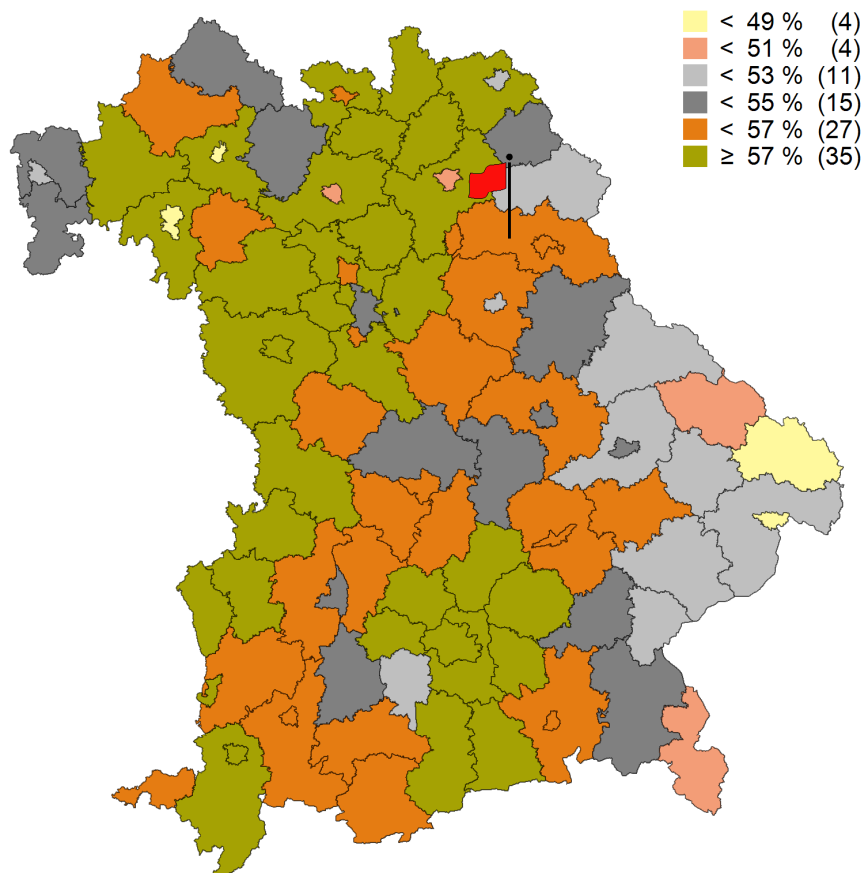 < 49 % (4)
< 51 % (4)
< 53 % (11)
< 55 % (15)
< 57 % (27)
≥ 57 % (35)